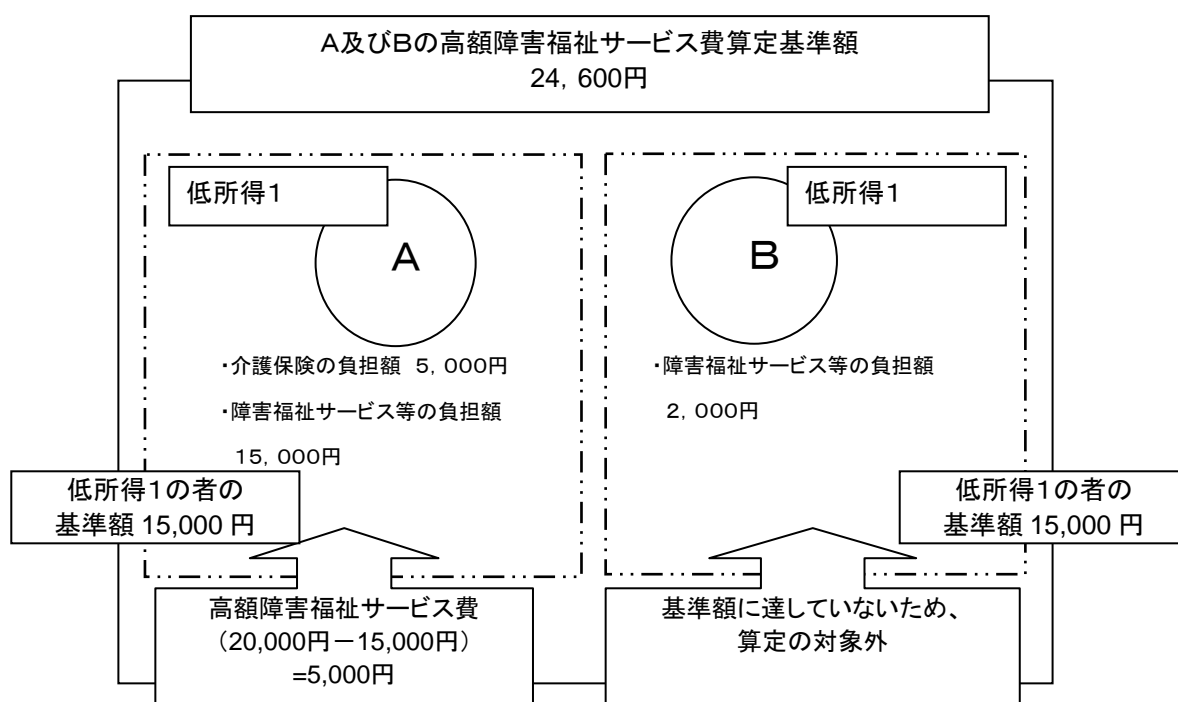 A及びBの高額障害福祉サービス費算定基準額
24,600円
低所得1
A
・介護保険の負担額 5,000円
・障害福祉サービス等の負担額
15,000円
低所得1の者の
基準額 15,000 円
高額障害福祉サービス費
（20,000円－15,000円）
=5,000円
低所得1
B
・障害福祉サービス等の負担額
2,000円
低所得1の者の
基準額 15,000 円
基準額に達していないため、
算定の対象外